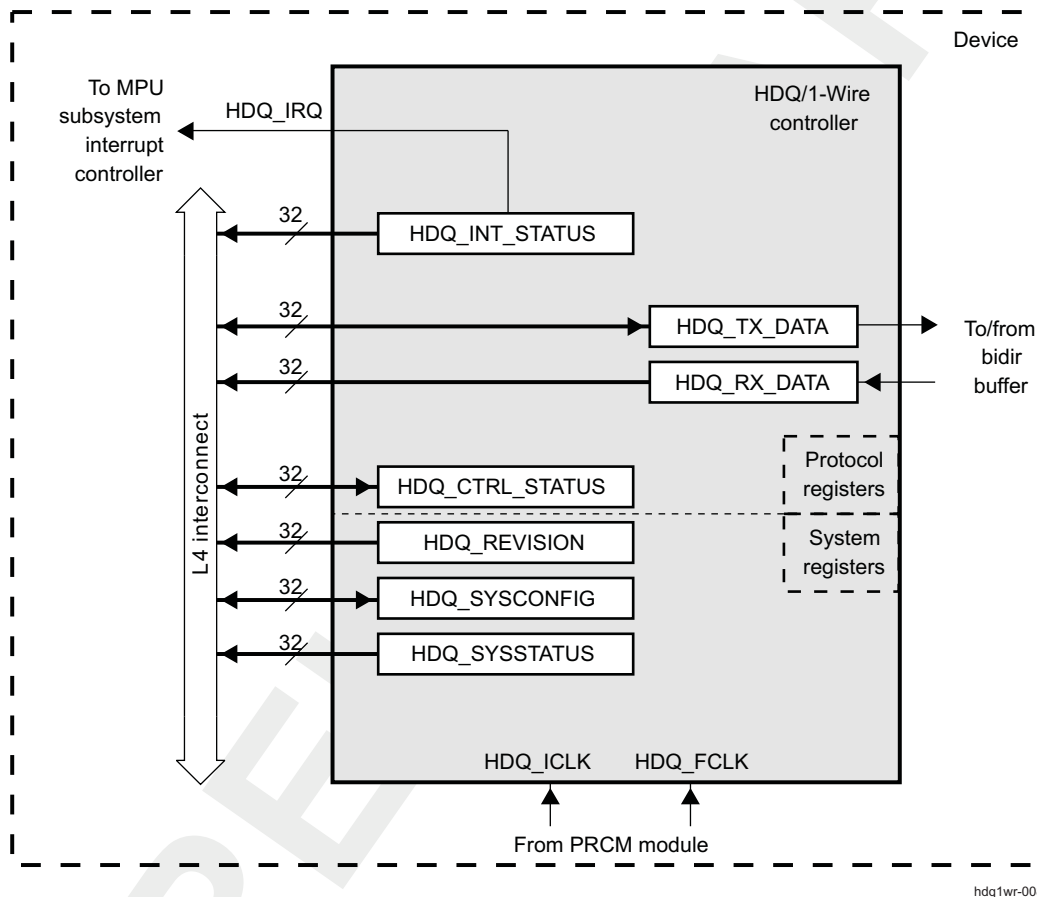 Device
To MPU
subsystem
interrupt
controller
HDQ_IRQ
HDQ/1-Wire
controller
32
HDQ_INT_STATUS
32
HDQ_TX_DATA
To/from
bidir
buffer
32
HDQ_RX_DATA
L4 interconnect
Protocol
registers
32
HDQ_CTRL_STATUS
32
HDQ_REVISION
System
registers
32
HDQ_SYSCONFIG
32
HDQ_SYSSTATUS
HDQ_ICLK
HDQ_FCLK
From PRCM module